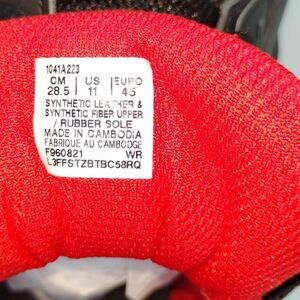 1041A223
CM US EURO
28.5 11 45
SYNTHETIC LEATHER &
SYNTHETIC FIBER UPPER
/ RUBBER SOLE
MADE IN CAMBODIA
FABRIQUE AU CAMBODGE
F960821 WR
L3FFSTZBTBC58RQ